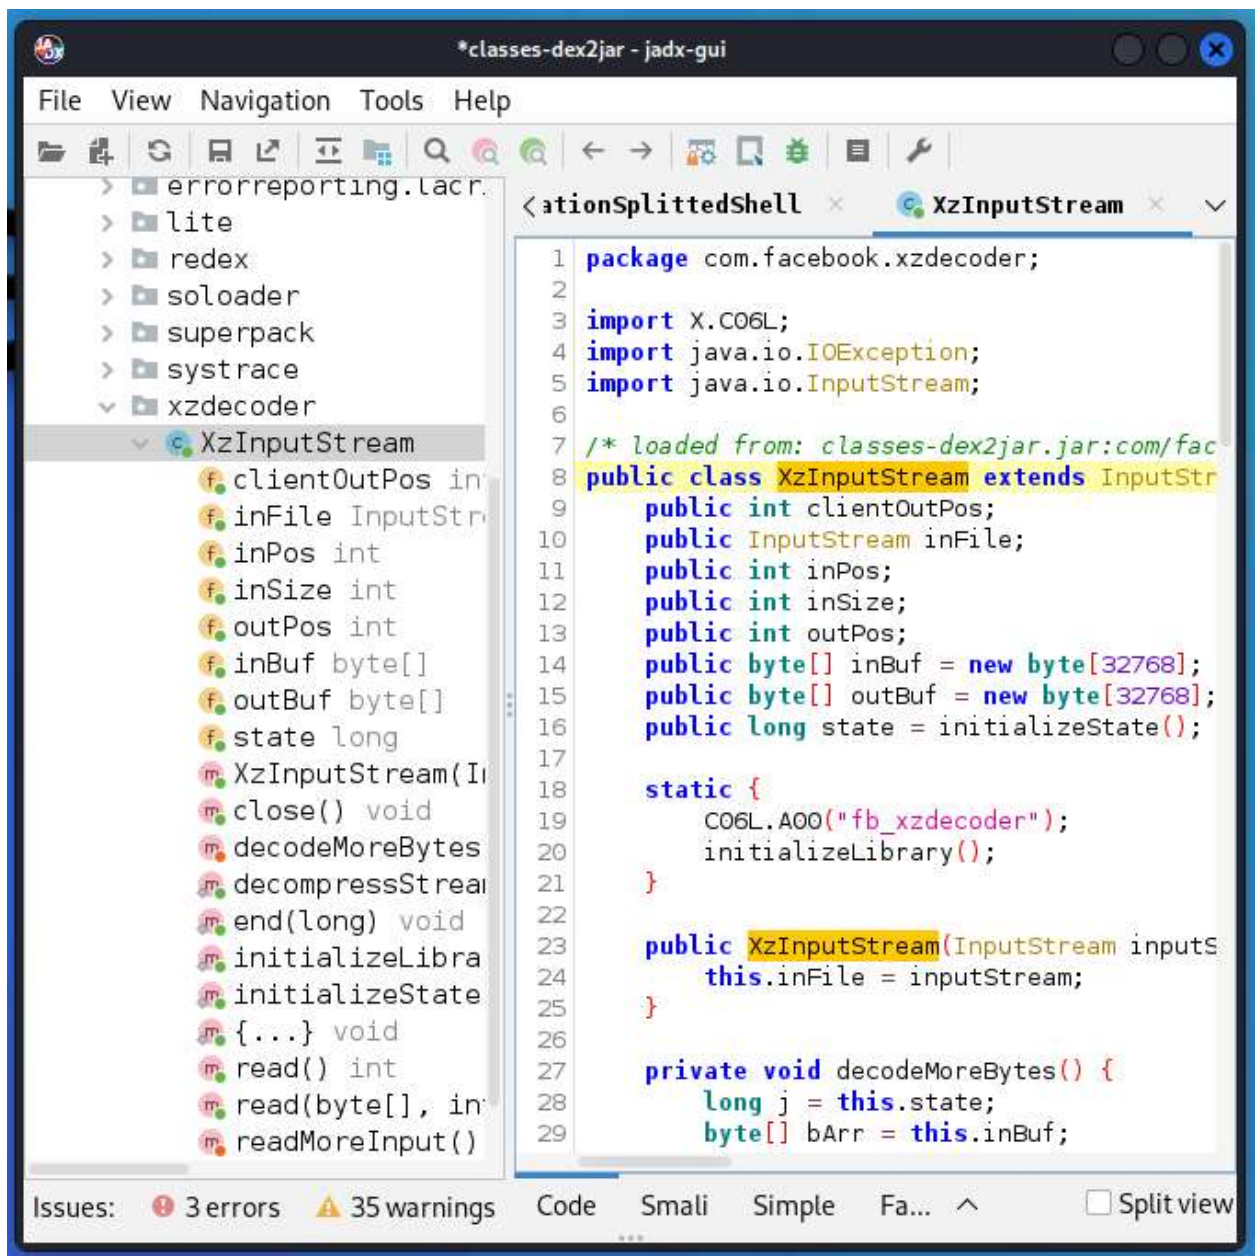 *classes-dex2jar - jadx-gui
File View Navigation Tools Help
errorreporting.lacr
lite
redex
soloader
superpack
systrace
xzdecoder
XzInputStream
clientOutPos in
inFile InputStr
inPos int
inSize int
outPos int
inBuf byte[]
outBuf byte[]
state long
XzInputStream(I
close() void
decodeMoreBytes
decompressStrea
end(long) void
initializeLibra
initializeState
{...} void
read() int
read(byte[], in
readMoreInput()
ationSplittedShell XzInputStream
1 package com.facebook.xzdecoder;
2
3 import X.C06L;
4 import java.io.IOException;
5 import java.io.InputStream;
6
7 /* loaded from: classes-dex2jar.jar:com/fac
8 public class XzInputStream extends InputStr
9 public int clientOutPos;
10 public InputStream inFile;
11 public int inPos;
12 public int inSize;
13 public int outPos;
14 public byte[] inBuf = new byte[32768];
15 public byte[] outBuf = new byte[32768];
16 public long state = initializeState();
17
18 static {
19 C06L.A00("fb_xzdecoder");
20 initializeLibrary();
21 }
22
23 public XzInputStream(InputStream inputS
24 this.inFile = inputStream;
25 }
26
27 private void decodeMoreBytes() {
28 long j = this.state;
29 byte[] bArr = this.inBuf;
Issues: 3 errors 35 warnings Code Smali Simple Fa... Split view